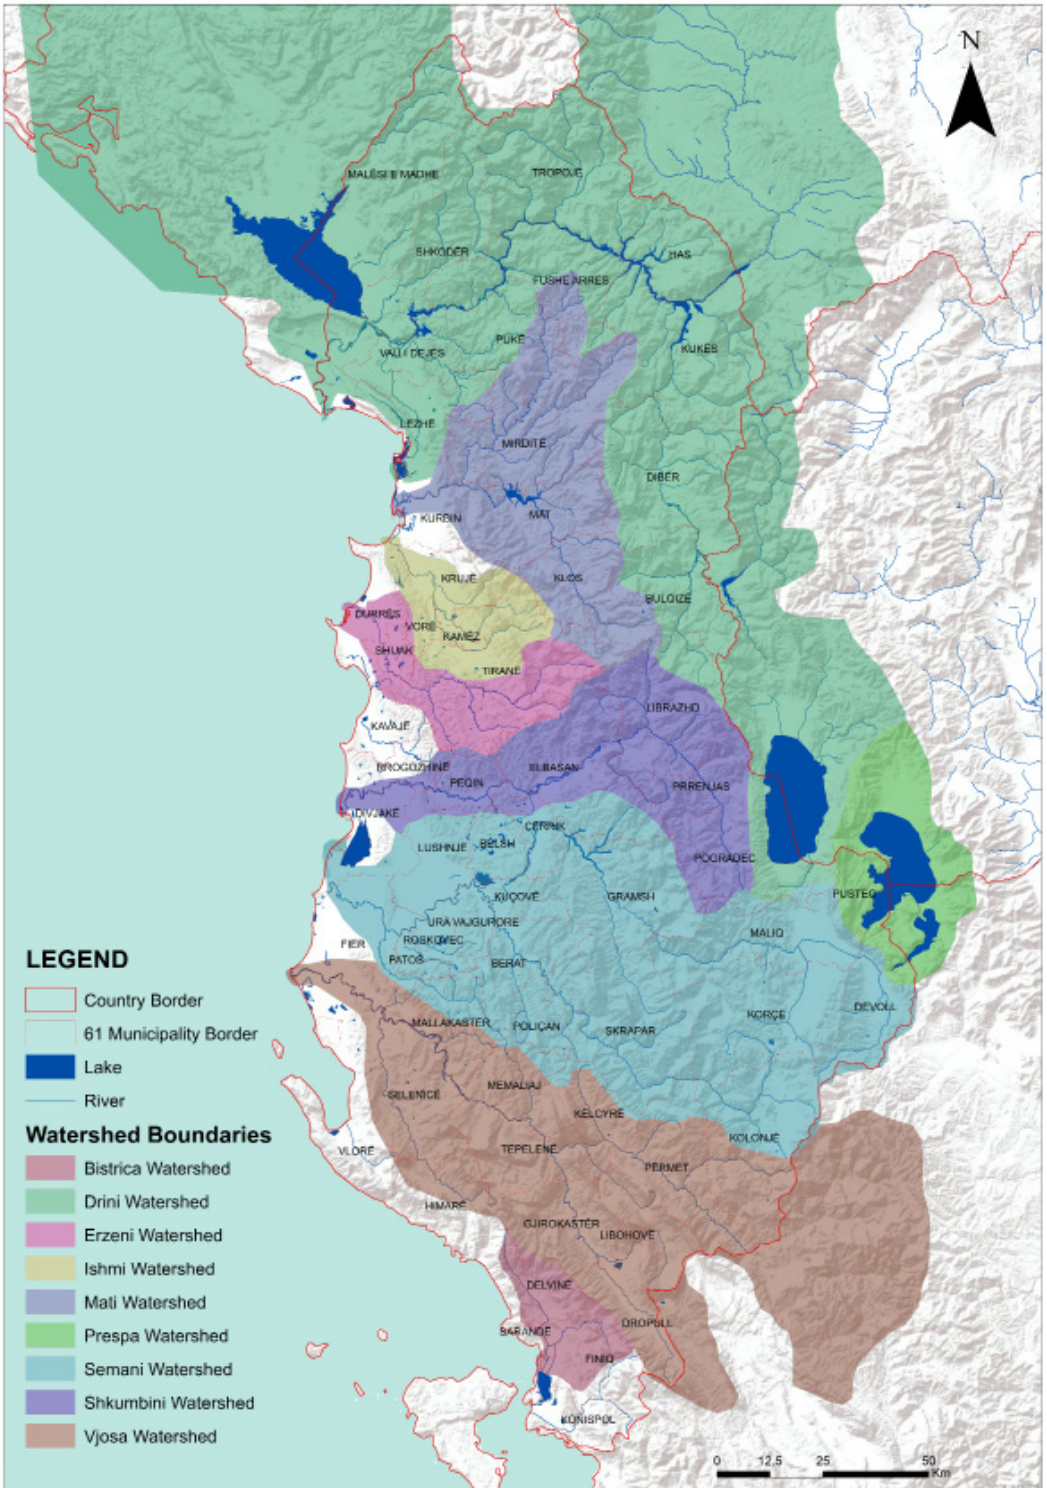 N
MALËSI E MADHE
TROPOJË
SHKODËR
HAS
FUSHE ARRES
PUKË
KUKËS
VAU I DEJËS
LEZHË
MIRDITË
DIBËR
MAT
KURBIN
KRUJË
KLOS
BULQIZË
DURRËS
VORË
KAMËZ
SHIJAK
TIRANË
LIBRAZHD
KAVAJË
RROGOZHINË
ELBASAN
PEQIN
PRRENJAS
DIVJAKË
CËRRIK
LUSHNJË
BELSH
POGRADEC
KUÇOVË
GRAMSH
PUSTEC
URA VAJGURORE
ROSKOVEC
MALIQ
FIER
PATOS
BERAT
DEVOLL
MALLAKASTËR
POLIÇAN
SKRAPAR
KORÇË
MEMALIAJ
SELENICË
KËLCYRË
KOLONJË
VLORË
TEPELENË
PËRMET
HIMARË
GJIROKASTËR
LIBOHOVË
DELVINË
DROPULL
SARANDË
FINIQ
KONISPOL
LEGEND
Country Border
61 Municipality Border
Lake
River
Watershed Boundaries
Bistrica Watershed
Drini Watershed
Erzeni Watershed
Ishmi Watershed
Mati Watershed
Prespa Watershed
Semani Watershed
Shkumbini Watershed
Vjosa Watershed
0 12.5 25 50
Km